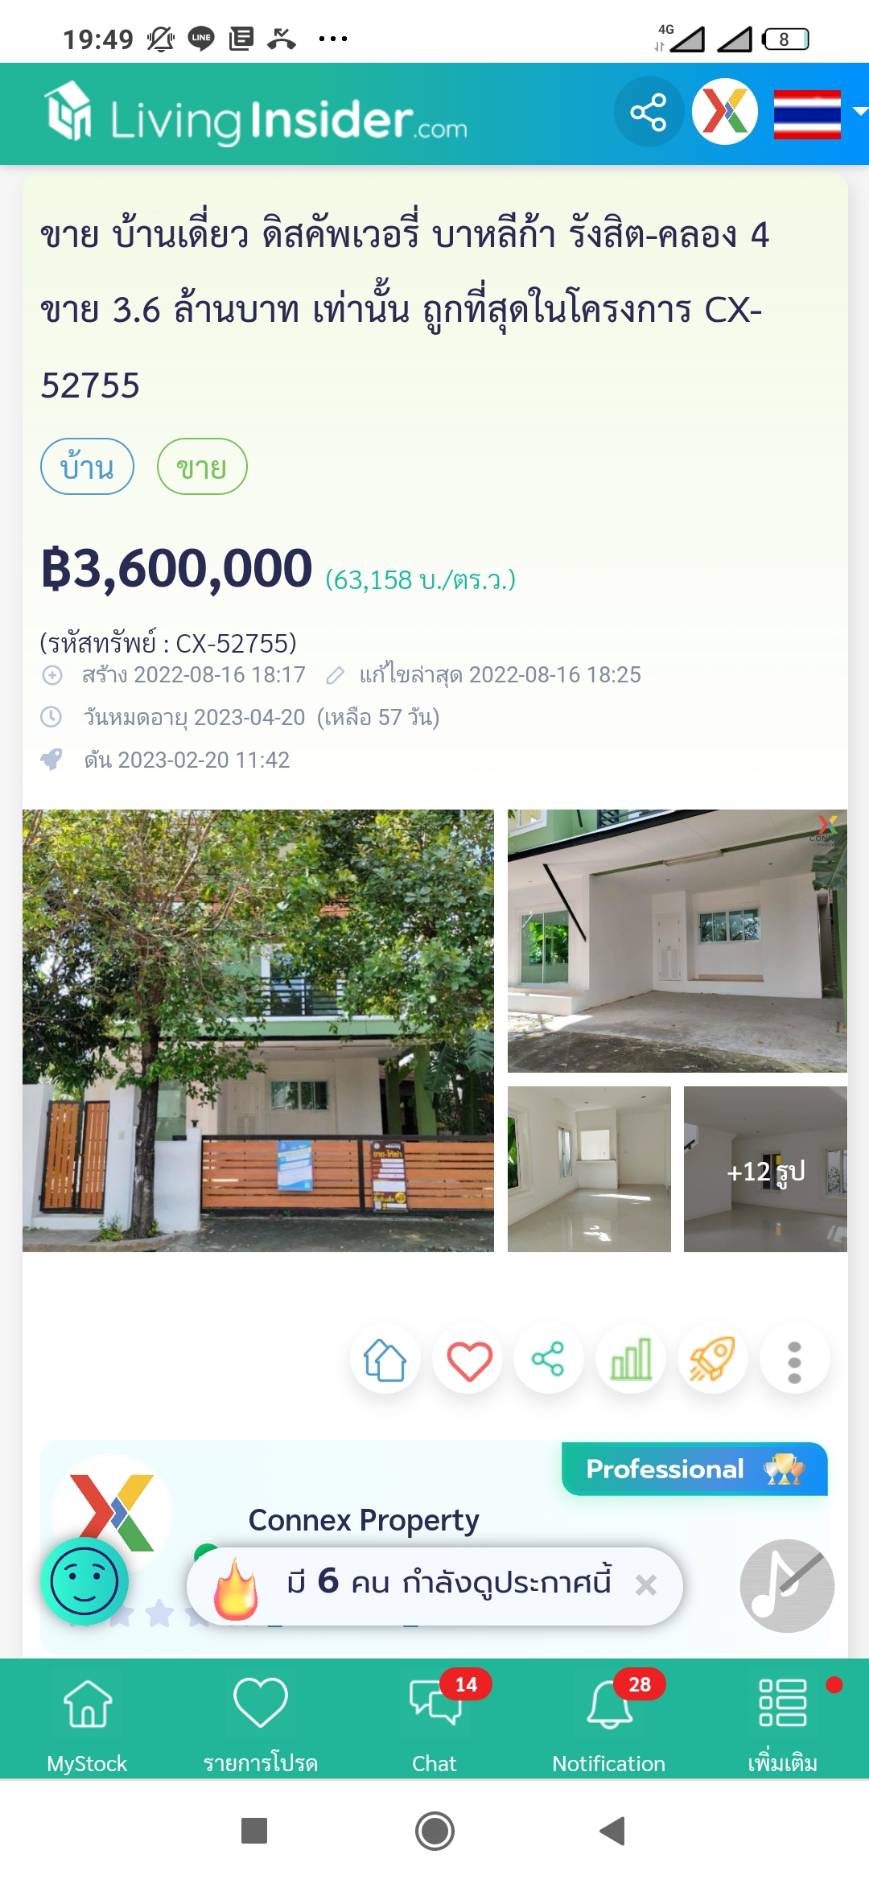 19:49
LINE
4G
8
LivingInsider.com
ขาย บ้านเดี่ยว ดิสคัพเวอรี่ บาหลีก้า รังสิต-คลอง 4
ขาย 3.6 ล้านบาท เท่านั้น ถูกที่สุดในโครงการ CX-
52755
บ้าน
ขาย
฿3,600,000 (63,158 บ./ตร.ว.)
(รหัสทรัพย์ : CX-52755)
สร้าง 2022-08-16 18:17 แก้ไขล่าสุด 2022-08-16 18:25
วันหมดอายุ 2023-04-20 (เหลือ 57 วัน)
ดัน 2023-02-20 11:42
+12 รูป
Professional
Connex Property
มี 6 คน กำลังดูประกาศนี้
14
28
MyStock
รายการโปรด
Chat
Notification
เพิ่มเติม